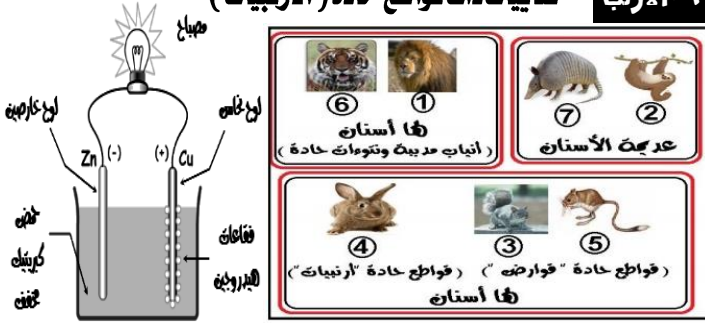 الأرنب
مصباح
لوح خارصين
لوح نحاس
Zn (-)
(+) Cu
حمض
كبريتيك
مخفف
فقاعات
هيدروجين
⑥ ①
لها أسنان
( أنياب مدببة ونتوءات حادة )
⑦ ②
عديمة الأسنان
④ ③ ⑤
( قواطع حادة "قوارض" ) ( قواطع حادة "أرنبيات")
لها أسنان